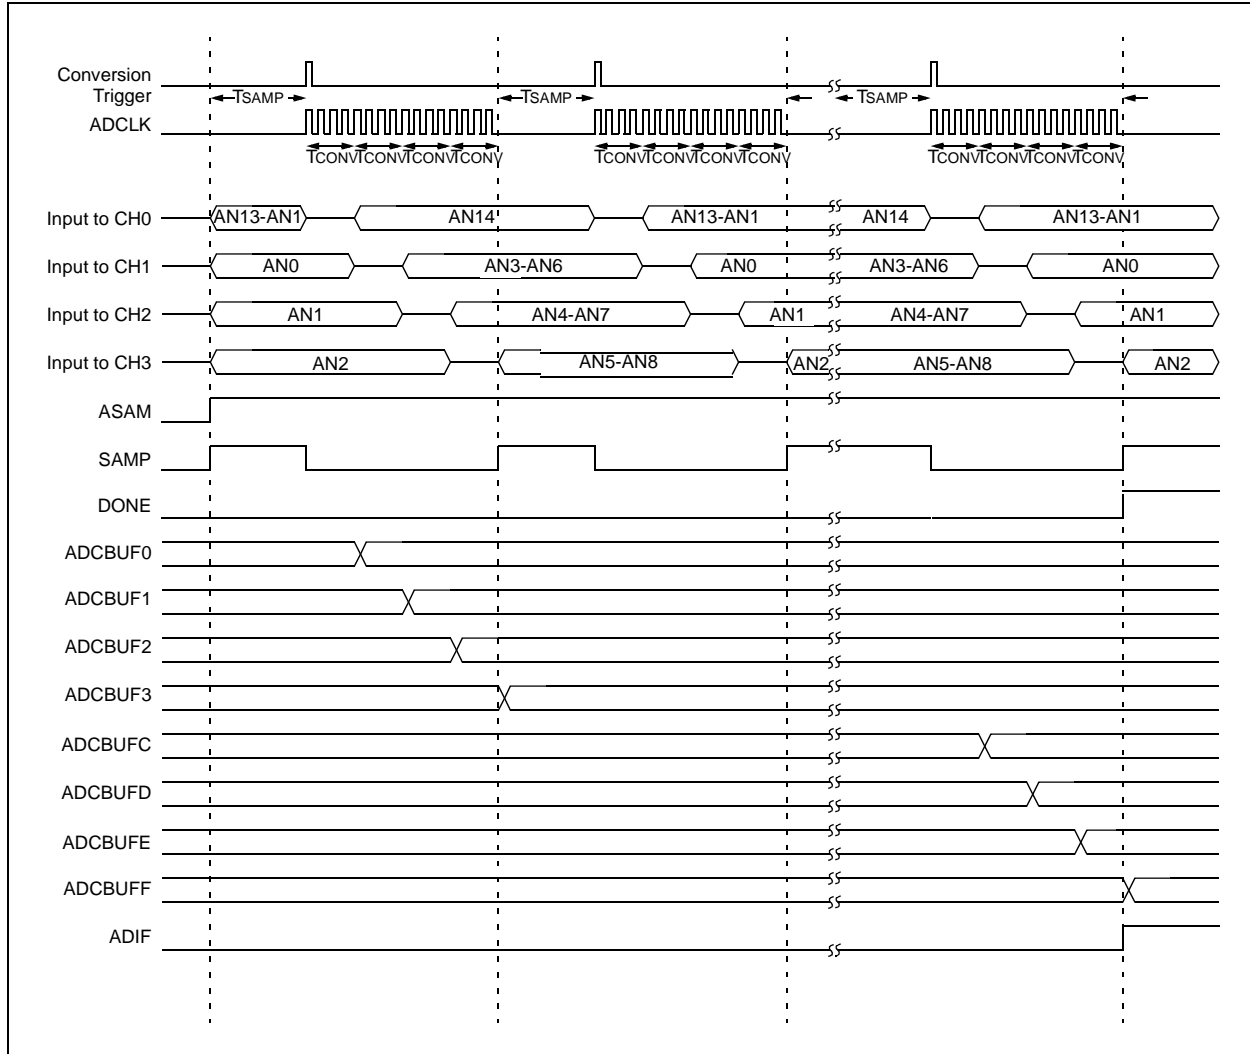 Conversion
Trigger
TSAMP TSAMP TSAMP
ADCLK
TCONV TCONV TCONV TCONV TCONV TCONV TCONV TCONV TCONV TCONV TCONV TCONV
Input to CH0 AN13-AN1 AN14 AN13-AN1 AN14 AN13-AN1
Input to CH1 AN0 AN3-AN6 AN0 AN3-AN6 AN0
Input to CH2 AN1 AN4-AN7 AN1 AN4-AN7 AN1
Input to CH3 AN2 AN5-AN8 AN2 AN5-AN8 AN2
ASAM
SAMP
DONE
ADCBUF0
ADCBUF1
ADCBUF2
ADCBUF3
ADCBUFC
ADCBUFD
ADCBUFE
ADCBUFF
ADIF